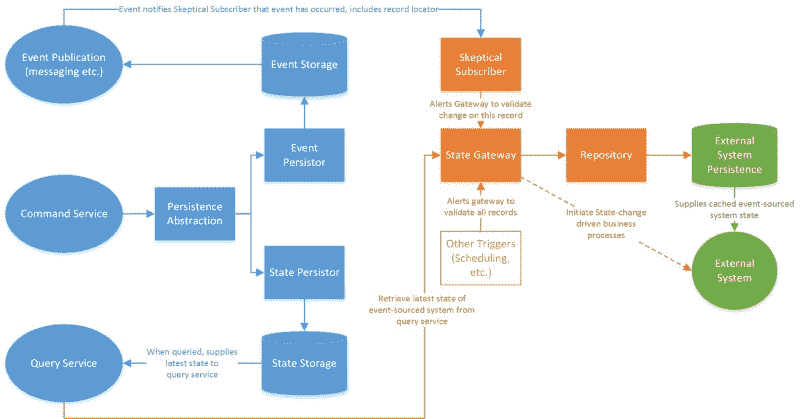 Event notifies Skeptical Subscriber that event has occurred, includes record locator
Event Publication
(messaging etc.)
Event Storage
Skeptical
Subscriber
Alerts Gateway to validate
change on this record
Event
Persistor
State Gateway
Repository
External
System
Persistence
Command Service
Persistence
Abstraction
Alerts gateway to
validate all records
Initiate State-change
driven business
processes
Supplies cached event-sourced
system state
Other Triggers
(Scheduling,
etc.)
State Persistor
External
System
Retrieve latest state of
event-sourced system from
query service
Query Service
When queried, supplies
latest state to
query service
State Storage